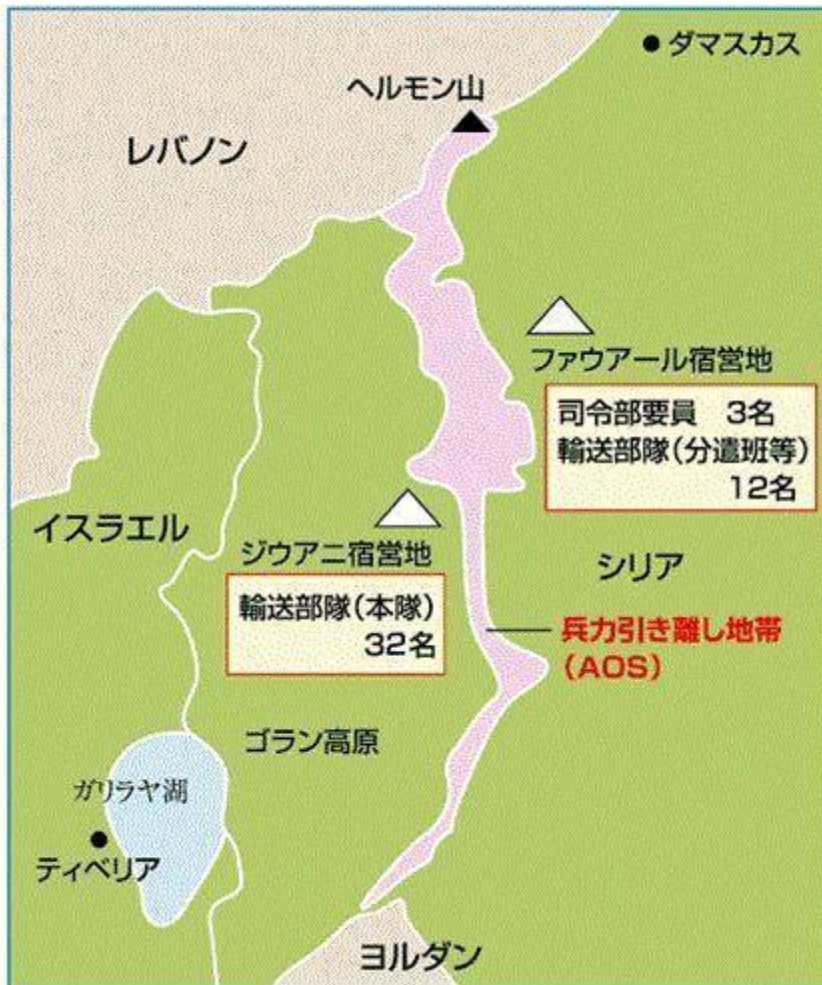 ダマスカス
ヘルモン山
レバノン
ファウアール宿営地
司令部要員 3名
輸送部隊(分遣班等)
12名
イスラエル
ジウアニ宿営地
輸送部隊(本隊)
32名
シリア
兵力引き離し地帯
(AOS)
ゴラン高原
ガリラヤ湖
ティベリア
ヨルダン